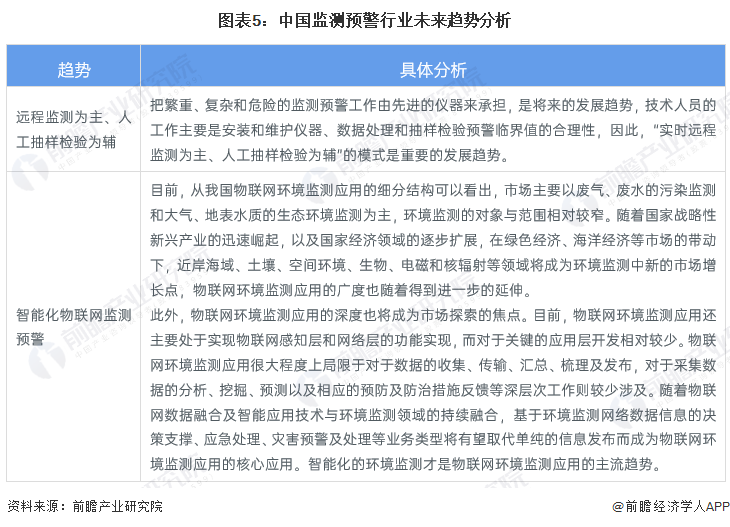 图表5：中国监测预警行业未来趋势分析
趋势
具体分析
远程监测为主、人
工抽样检验为辅
把繁重、复杂和危险的监测预警工作由先进的仪器来承担，是将来的发展趋势，技术人员的
工作主要是安装和维护仪器、数据处理和抽样检验预警临界值的合理性，因此，“实时远程
监测为主、人工抽样检验为辅”的模式是重要的发展趋势。
智能化物联网监测
预警
目前，从我国物联网环境监测应用的细分结构可以看出，市场主要以废气、废水的污染监测
和大气、地表水质的生态环境监测为主，环境监测的对象与范围相对较窄。随着国家战略性
新兴产业的迅速崛起，以及国家经济领域的逐步扩展，在绿色经济、海洋经济等市场的带动
下，近岸海域、土壤、空间环境、生物、电磁和核辐射等领域将成为环境监测中新的市场增
长点，物联网环境监测应用的广度也随着得到进一步的延伸。
此外，物联网环境监测应用的深度也将成为市场探索的焦点。目前，物联网环境监测应用还
主要处于实现物联网感知层和网络层的功能实现，而对于关键的应用层开发相对较少。物联
网环境监测应用很大程度上局限于对于数据的收集、传输、汇总、梳理及发布，对于采集数
据的分析、挖掘、预测以及相应的预防及防治措施反馈等深层次工作则较少涉及。随着物联
网数据融合及智能应用技术与环境监测领域的持续融合，基于环境监测网络数据信息的决
策支撑、应急处理、灾害预警及处理等业务类型将有望取代单纯的信息发布而成为物联网环
境监测应用的核心应用。智能化的环境监测才是物联网环境监测应用的主流趋势。
资料来源：前瞻产业研究院
@前瞻经济学人APP